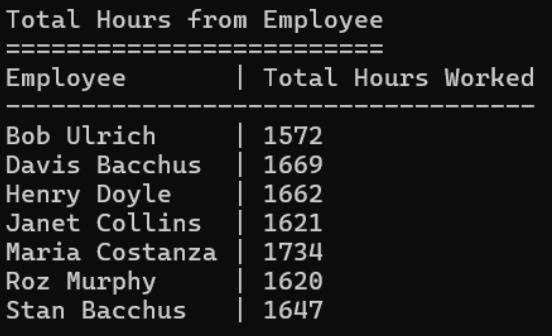 Total Hours from Employee
=========================
Employee       | Total Hours Worked
-----------------------------------
Bob Ulrich     | 1572
Davis Bacchus  | 1669
Henry Doyle    | 1662
Janet Collins  | 1621
Maria Costanza | 1734
Roz Murphy     | 1620
Stan Bacchus   | 1647